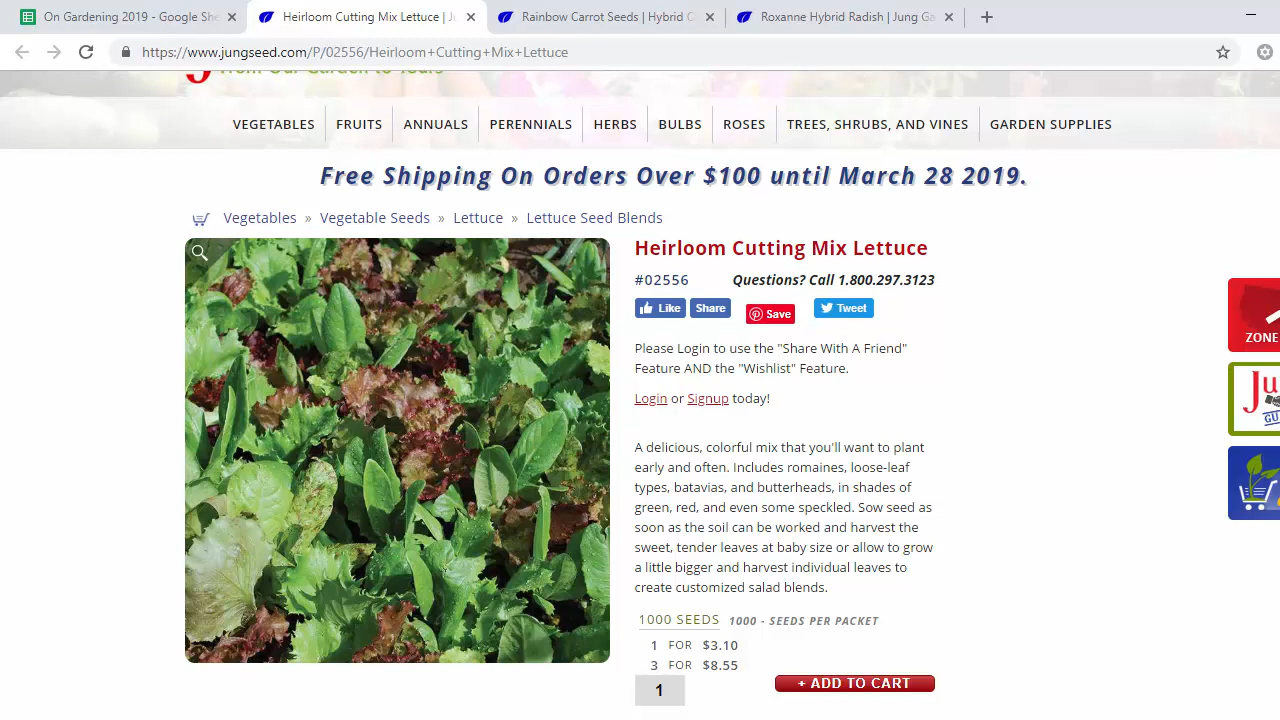 On Gardening 2019 - Google She
Heirloom Cutting Mix Lettuce | Ju
Rainbow Carrot Seeds | Hybrid G
Roxanne Hybrid Radish | Jung Ga
https://www.jungseed.com/P/02556/Heirloom+Cutting+Mix+Lettuce
VEGETABLES FRUITS ANNUALS PERENNIALS HERBS BULBS ROSES TREES, SHRUBS, AND VINES GARDEN SUPPLIES
Free Shipping On Orders Over $100 until March 28 2019.
Vegetables » Vegetable Seeds » Lettuce » Lettuce Seed Blends
Heirloom Cutting Mix Lettuce
#02556 Questions? Call 1.800.297.3123
Like Share Save Tweet
Please Login to use the "Share With A Friend"
Feature AND the "Wishlist" Feature.
Login or Signup today!
A delicious, colorful mix that you'll want to plant
early and often. Includes romaines, loose-leaf
types, batavias, and butterheads, in shades of
green, red, and even some speckled. Sow seed as
soon as the soil can be worked and harvest the
sweet, tender leaves at baby size or allow to grow
a little bigger and harvest individual leaves to
create customized salad blends.
1000 SEEDS 1000 - SEEDS PER PACKET
1 FOR $3.10
3 FOR $8.55
1 + ADD TO CART
ZONE
Ju
GU